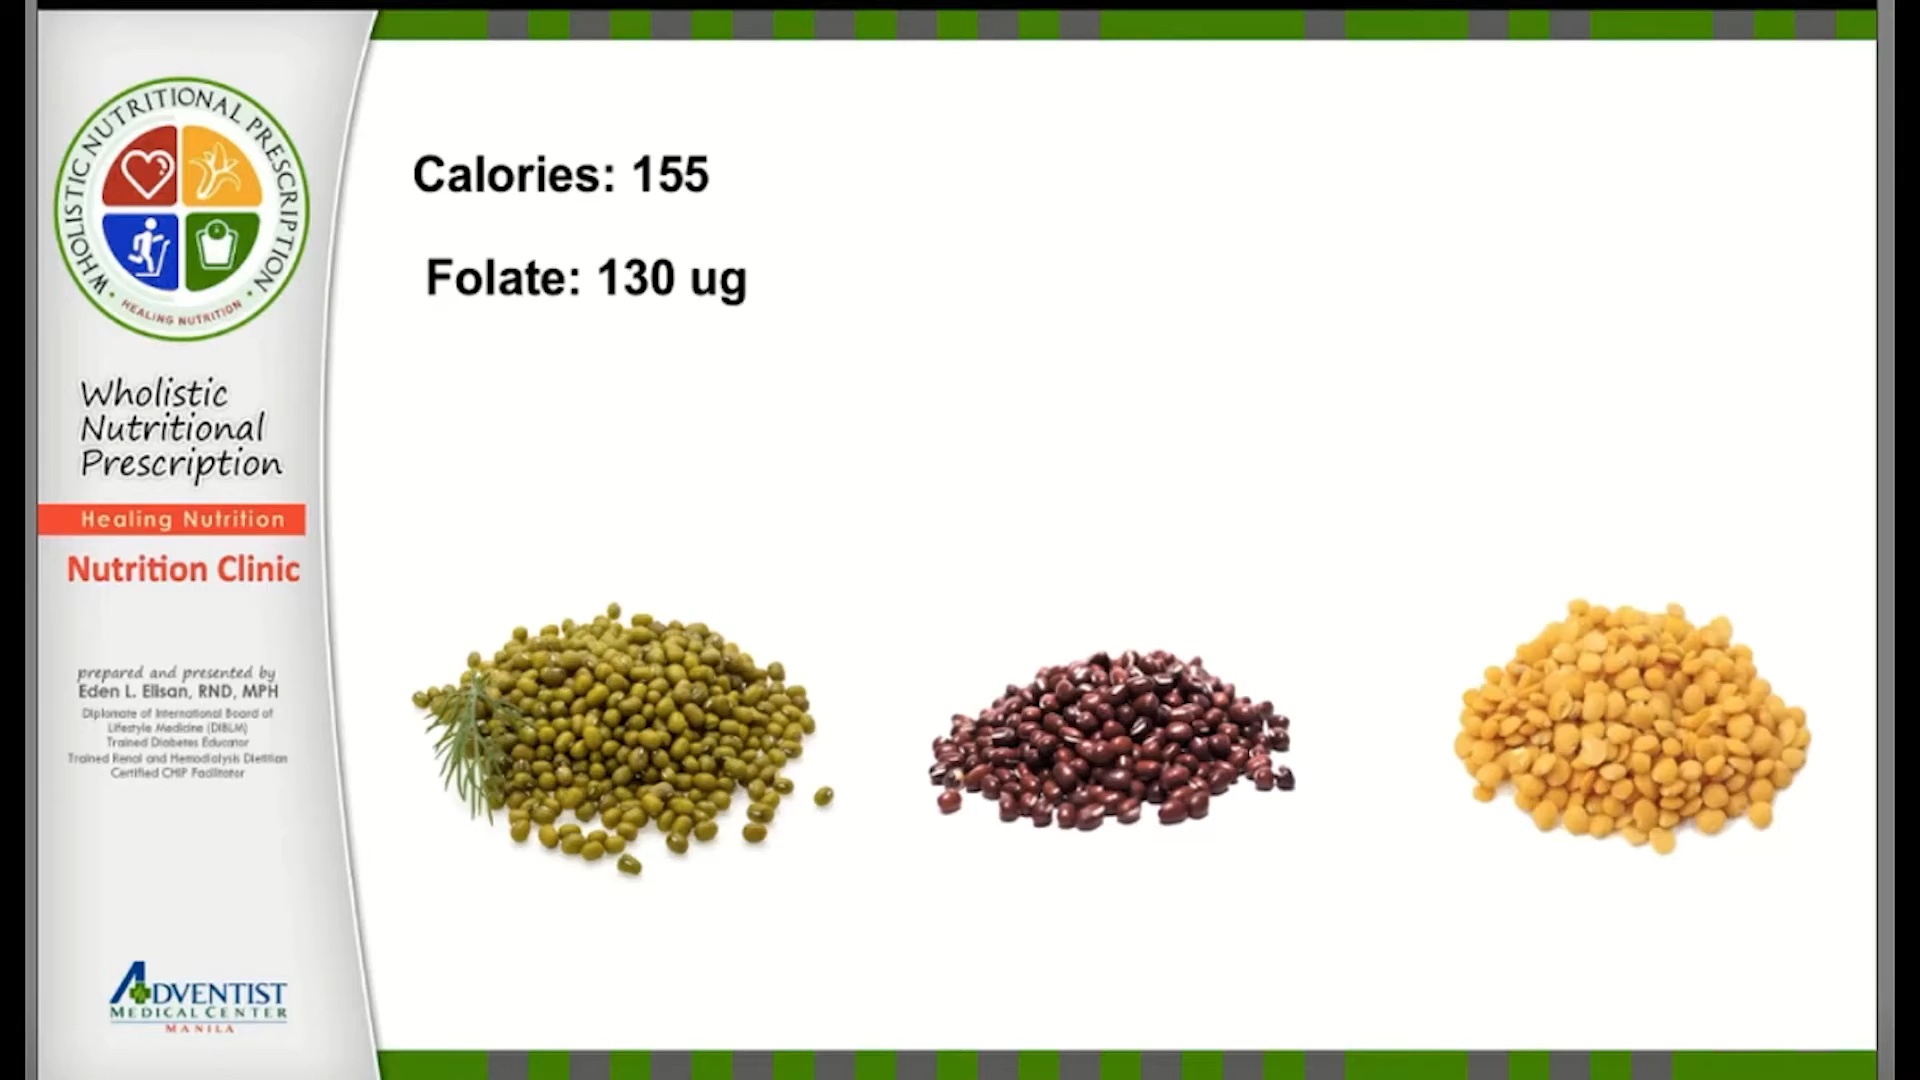 WHOLISTIC NUTRITIONAL PRESCRIPTION
HEALING NUTRITION
Wholistic
Nutritional
Prescription
Healing Nutrition
Nutrition Clinic
prepared and presented by
Eden L. Elisan, RND, MPH
Diplomate of International Board of
Lifestyle Medicine (DIBLM)
Trained Diabetes Educator
Trained Renal and Hemodialysis Dietitian
Certified CHIP Facilitator
ADVENTIST
MEDICAL CENTER
MANILA
Calories: 155
Folate: 130 ug